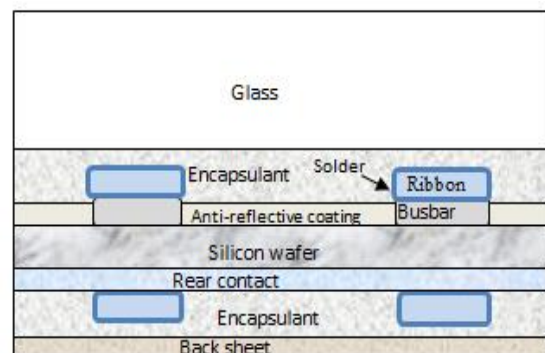 Glass
Solder
Encapsulant
Ribbon
Busbar
Anti-reflective coating
Silicon wafer
Rear contact
Encapsulant
Back sheet